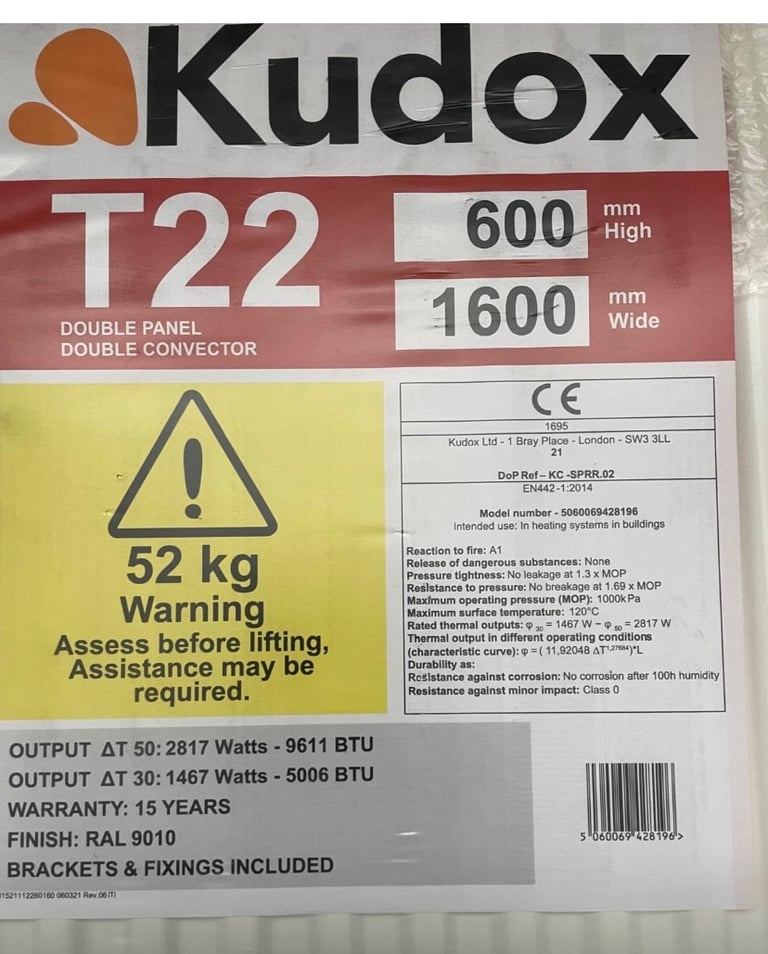 Kudox
T22
DOUBLE PANEL
DOUBLE CONVECTOR
600 mm High
1600 mm Wide
52 kg
Warning
Assess before lifting,
Assistance may be
required.
CE
1695
Kudox Ltd - 1 Bray Place - London - SW3 3LL
21
DoP Ref – KC -SPRR.02
EN442-1:2014
Model number - 5060069428196
Intended use: In heating systems in buildings
Reaction to fire: A1
Release of dangerous substances: None
Pressure tightness: No leakage at 1.3 x MOP
Resistance to pressure: No breakage at 1.69 x MOP
Maximum operating pressure (MOP): 1000kPa
Maximum surface temperature: 120°C
Rated thermal outputs: φ 30 = 1467 W – φ 50 = 2817 W
Thermal output in different operating conditions
(characteristic curve): φ = ( 11,92048 ΔT^1,27684)*L
Durability as:
Resistance against corrosion: No corrosion after 100h humidity
Resistance against minor impact: Class 0
OUTPUT ΔT 50: 2817 Watts - 9611 BTU
OUTPUT ΔT 30: 1467 Watts - 5006 BTU
WARRANTY: 15 YEARS
FINISH: RAL 9010
BRACKETS & FIXINGS INCLUDED
5 060069 428196 >
1521112260160 060321 Rev.06 (T)